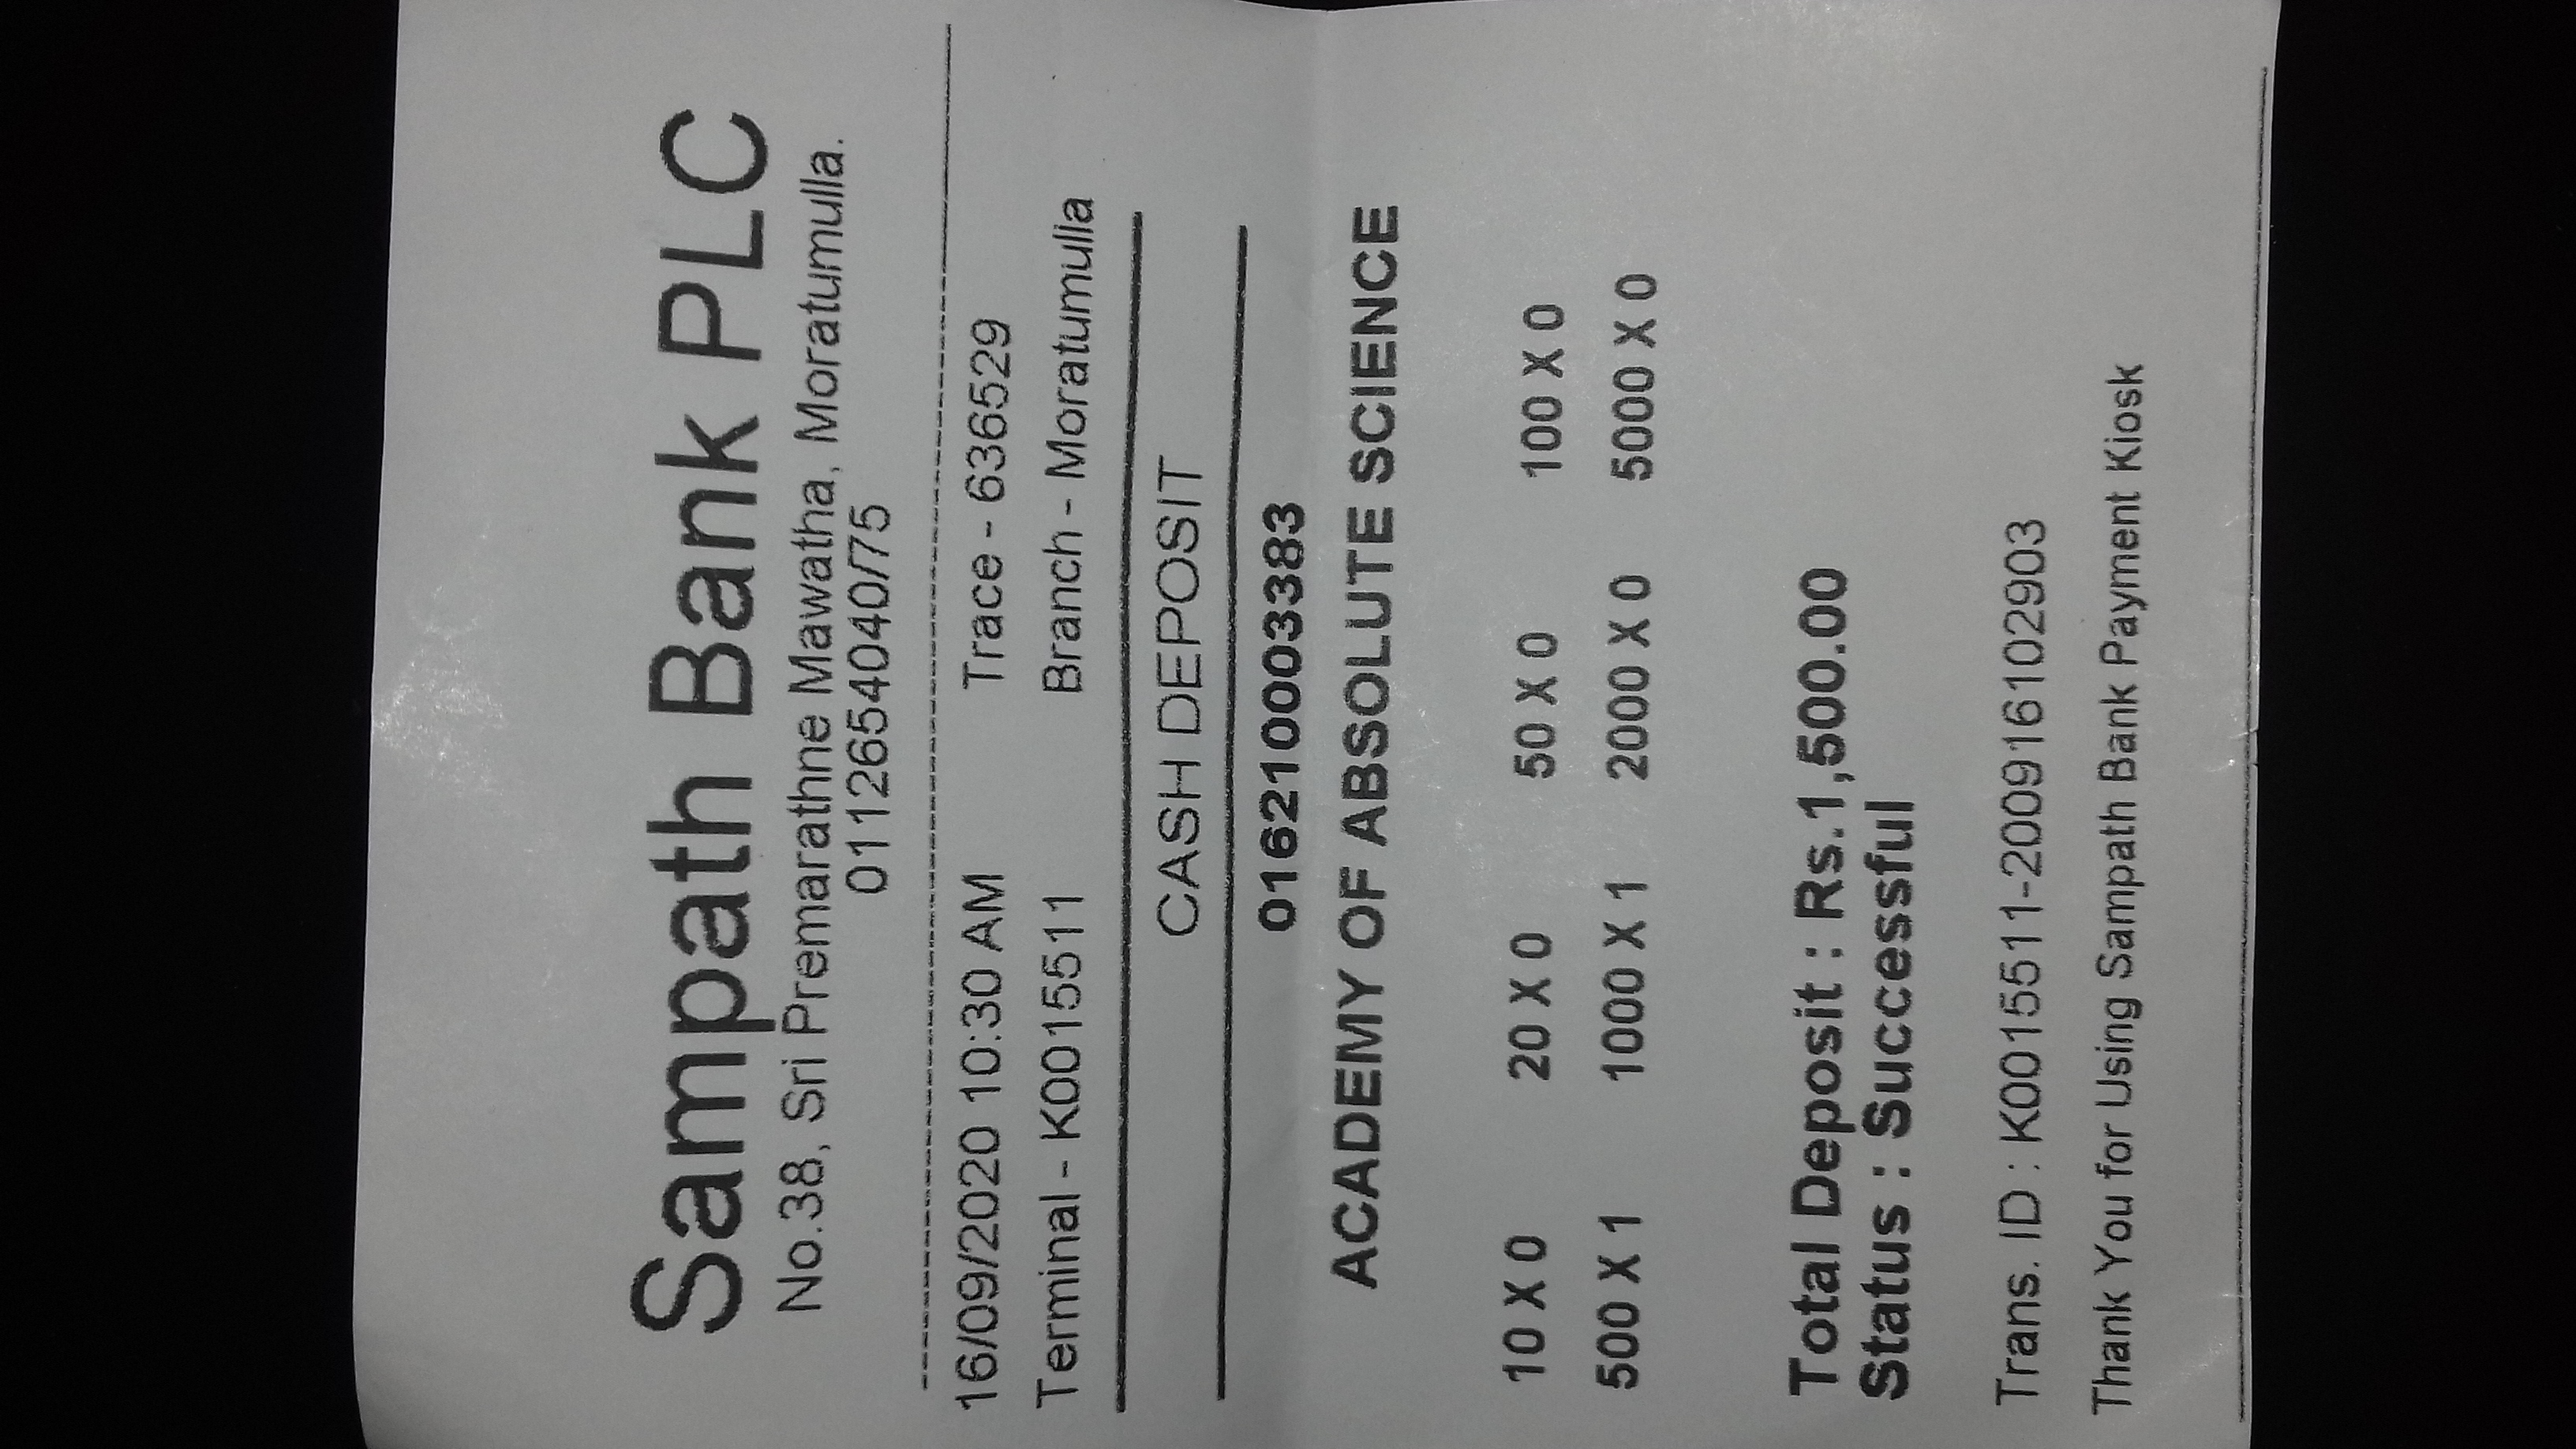 Sampath Bank PLC
No.38, Sri Premarathne Mawatha, Moratumulla.
0112654040/75
16/09/2020 10:30 AM Trace - 636529
Terminal - K0015511 Branch - Moratumulla
CASH DEPOSIT
016210003383
ACADEMY OF ABSOLUTE SCIENCE
10 X 0 20 X 0 50 X 0 100 X 0
500 X 1 1000 X 1 2000 X 0 5000 X 0
Total Deposit : Rs.1,500.00
Status : Successful
Trans. ID : K0015511-200916102903
Thank You for Using Sampath Bank Payment Kiosk